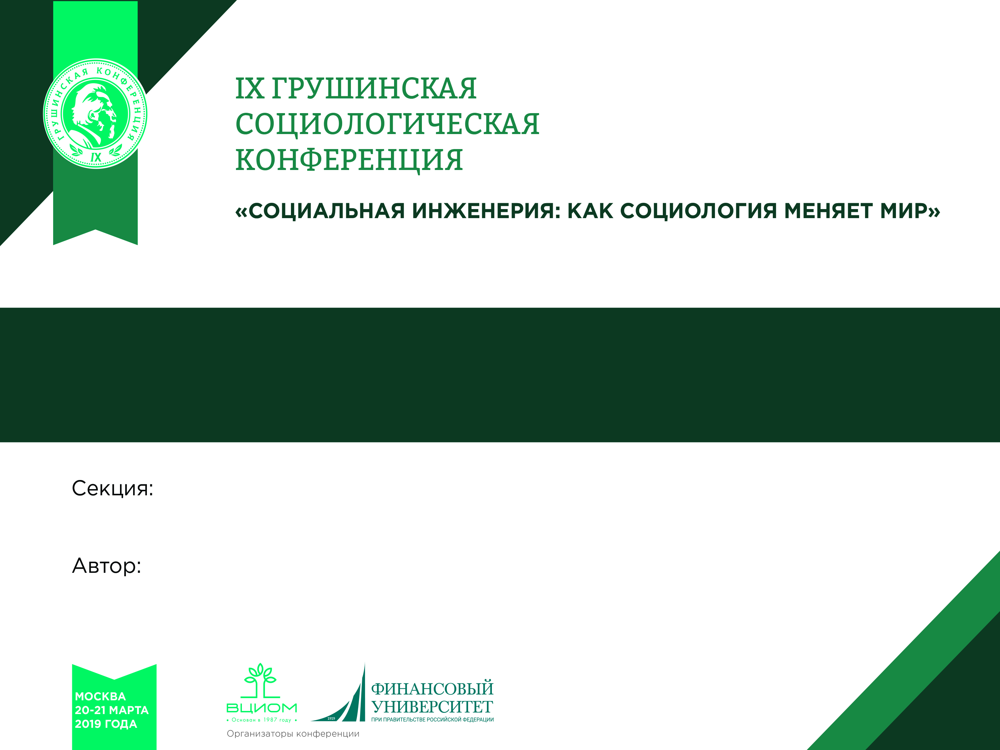 ГРУШИНСКАЯ КОНФЕРЕНЦИЯ
IX
IX ГРУШИНСКАЯ
СОЦИОЛОГИЧЕСКАЯ
КОНФЕРЕНЦИЯ
«СОЦИАЛЬНАЯ ИНЖЕНЕРИЯ: КАК СОЦИОЛОГИЯ МЕНЯЕТ МИР»
Секция:
Автор:
МОСКВА
20-21 МАРТА
2019 ГОДА
ВЦИОМ
• Основан в 1987 году •
1919
ФИНАНСОВЫЙ
УНИВЕРСИТЕТ
ПРИ ПРАВИТЕЛЬСТВЕ РОССИЙСКОЙ ФЕДЕРАЦИИ
Организаторы конференции